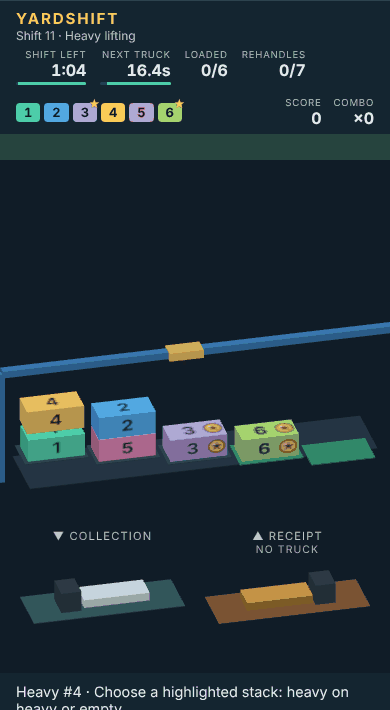 YARDSHIFT
Shift 11 · Heavy lifting
SHIFT LEFT NEXT TRUCK LOADED REHANDLES
1:04 16.4s 0/6 0/7
1 2 3 4 5 6
SCORE COMBO
0 ×0
4
4
1
2
2
5
3
3
6
6
▼ COLLECTION
▲ RECEIPT
NO TRUCK
Heavy #4 · Choose a highlighted stack: heavy on
heavy or empty